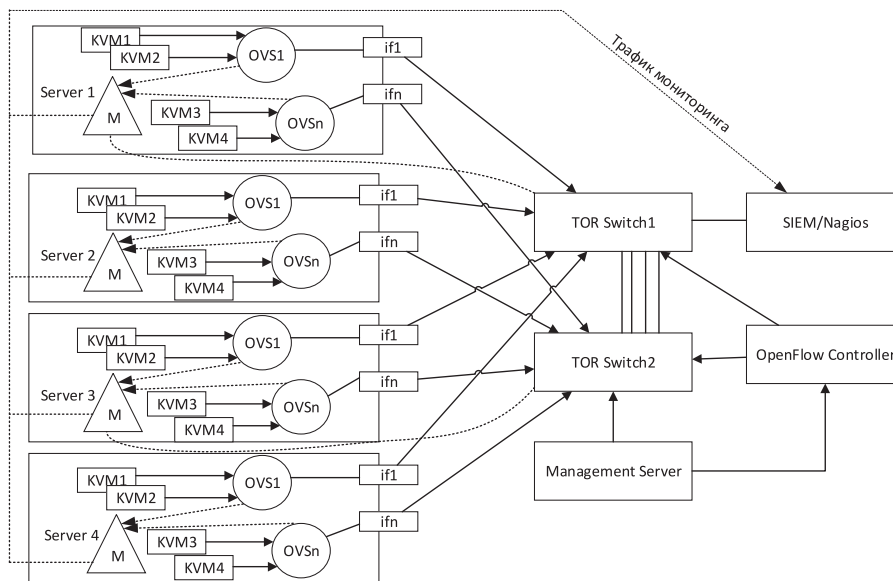 KVM1
KVM2
OVS1
if1
Server 1
M
KVM3
KVM4
OVSn
ifn
Трафик мониторинга
KVM1
KVM2
OVS1
if1
Server 2
M
KVM3
KVM4
OVSn
ifn
TOR Switch1
SIEM/Nagios
KVM1
KVM2
OVS1
if1
Server 3
M
KVM3
KVM4
OVSn
ifn
TOR Switch2
OpenFlow Controller
KVM1
KVM2
OVS1
if1
Server 4
M
KVM3
KVM4
OVSn
ifn
Management Server